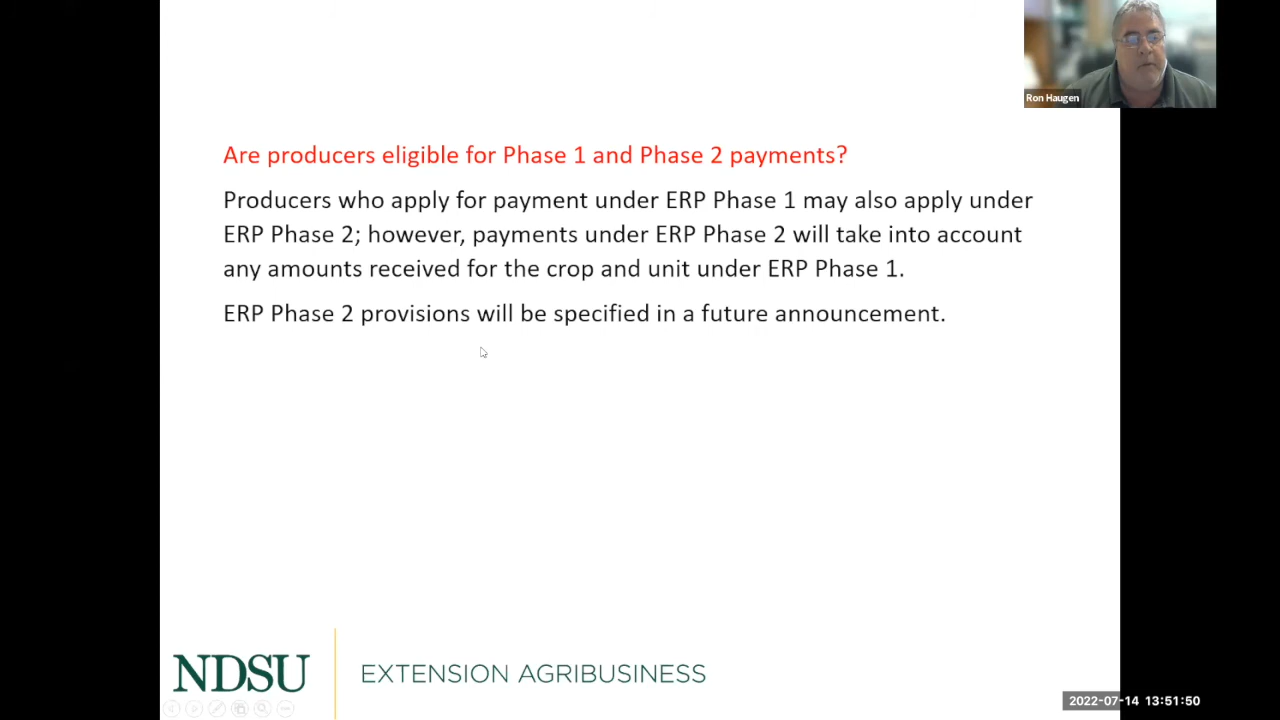 Ron Haugen
Are producers eligible for Phase 1 and Phase 2 payments?
Producers who apply for payment under ERP Phase 1 may also apply under
ERP Phase 2; however, payments under ERP Phase 2 will take into account
any amounts received for the crop and unit under ERP Phase 1.
ERP Phase 2 provisions will be specified in a future announcement.
NDSU
EXTENSION AGRIBUSINESS
2022-07-14 13:51:50